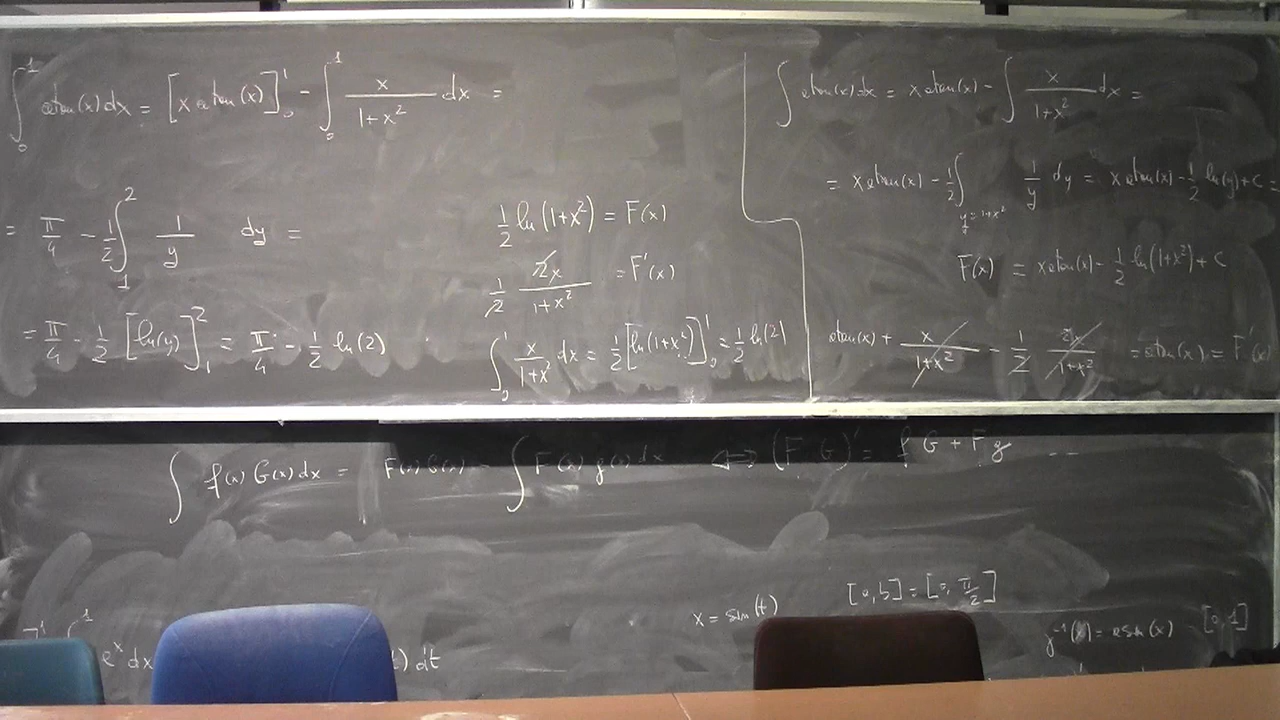 ∫₀¹ atan(x) dx = [x atan(x)]₀¹ - ∫₀¹ x/(1+x²) dx =
= π/4 - 1/2 ∫₁² 1/y dy =
= π/4 - 1/2 [ln(y)]₁² = π/4 - 1/2 ln(2)
1/2 ln(1+x²) = F(x)
1/2 2x/(1+x²) = F'(x)
∫₀¹ x/(1+x²) dx = 1/2 [ln(1+x²)]₀¹ = 1/2 ln(2)
∫ atan(x) dx = x atan(x) - ∫ x/(1+x²) dx =
= x atan(x) - 1/2 ∫_{y=1+x²} 1/y dy = x atan(x) - 1/2 ln(y) + C =
F(x) = x atan(x) - 1/2 ln(1+x²) + C
atan(x) + x/(1+x²) - 1/2 2x/(1+x²) = atan(x) = F'(x)
∫ f(x) G(x) dx = F(x) G(x) - ∫ F(x) g(x) dx ⇔ (F G)' = f G + F g
x = sin(t)
[a,b] = [0, π/2]
e^x dx
) dt
g⁻¹(x) = asin(x) [0,1]